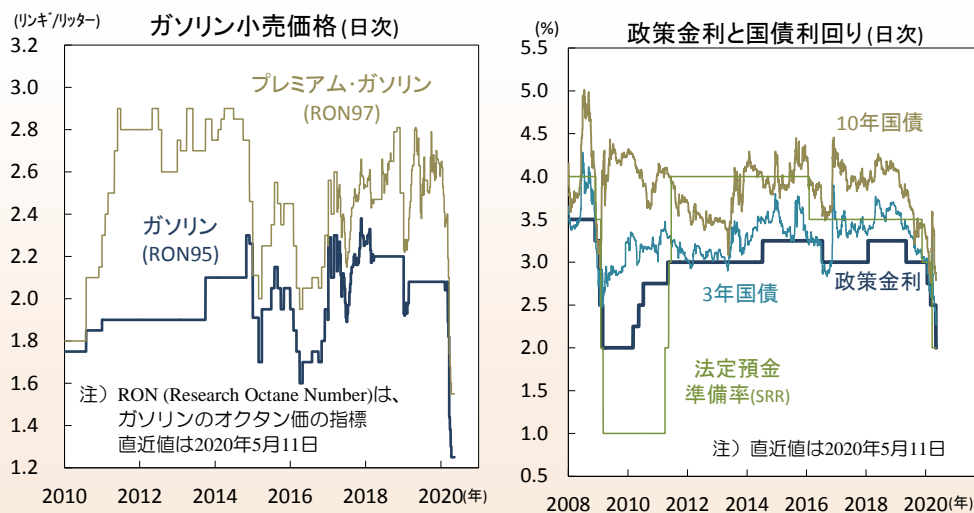 ガソリン小売価格(日次)
(リンギ/リッター)
3.2
3.0
2.8
2.6
2.4
2.2
2.0
1.8
1.6
1.4
1.2
プレミアム・ガソリン
(RON97)
ガソリン
(RON95)
注）RON (Research Octane Number)は、
ガソリンのオクタン価の指標
直近値は2020年5月11日
2010 2012 2014 2016 2018 2020(年)
政策金利と国債利回り(日次)
(%)
5.5
5.0
4.5
4.0
3.5
3.0
2.5
2.0
1.5
1.0
0.5
10年国債
3年国債
政策金利
法定預金
準備率(SRR)
注）直近値は2020年5月11日
2008 2010 2012 2014 2016 2018 2020(年)